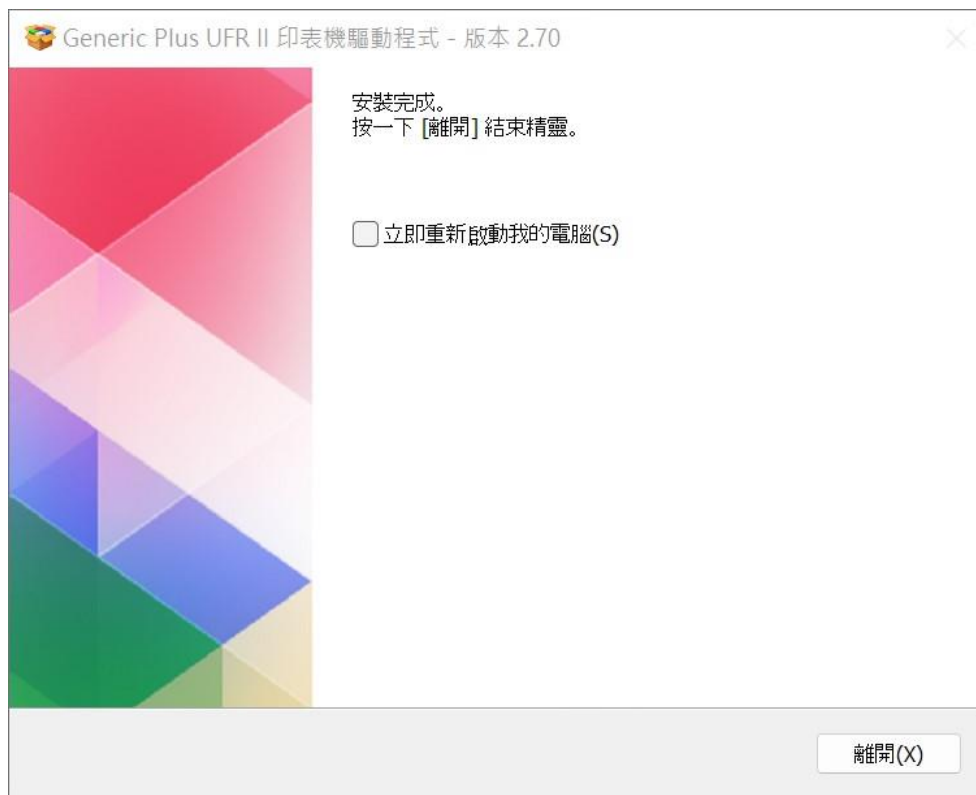 Generic Plus UFR II 印表機驅動程式 - 版本 2.70
安裝完成。
按一下 [離開] 結束精靈。
立即重新啟動我的電腦(S)
離開(X)